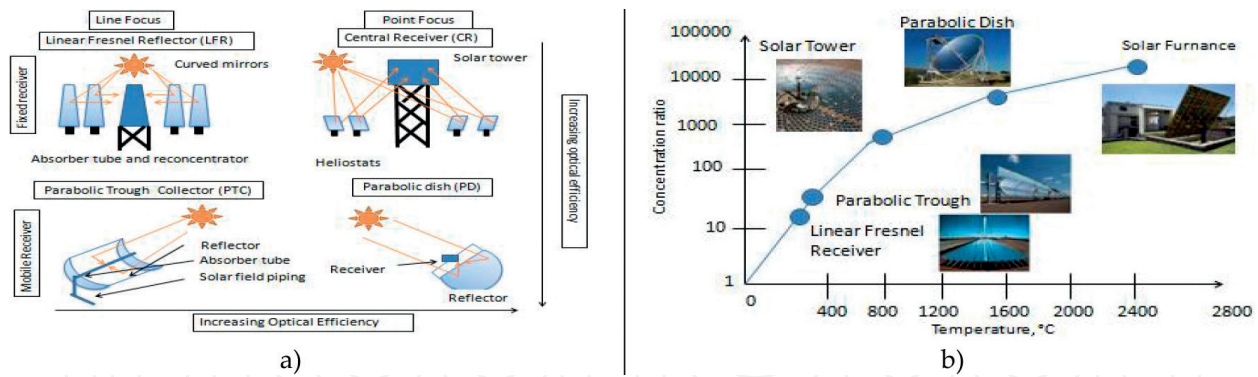 Line Focus
Point Focus
Linear Fresnel Reflector (LFR)
Central Receiver (CR)
Fixed receiver
Curved mirrors
Solar tower
Absorber tube and reconcentrator
Heliostats
Increasing optical efficiency
Parabolic Trough Collector (PTC)
Parabolic dish (PD)
Mobile Receiver
Reflector
Absorber tube
Solar field piping
Receiver
Reflector
Increasing Optical Efficiency
a)
Parabolic Dish
Solar Tower
Solar Furnance
Concentration ratio
100000
10000
1000
100
10
1
Parabolic Trough
Linear Fresnel
Receiver
0
400
800
1200
1600
2000
2400
2800
Temperature, °C
b)